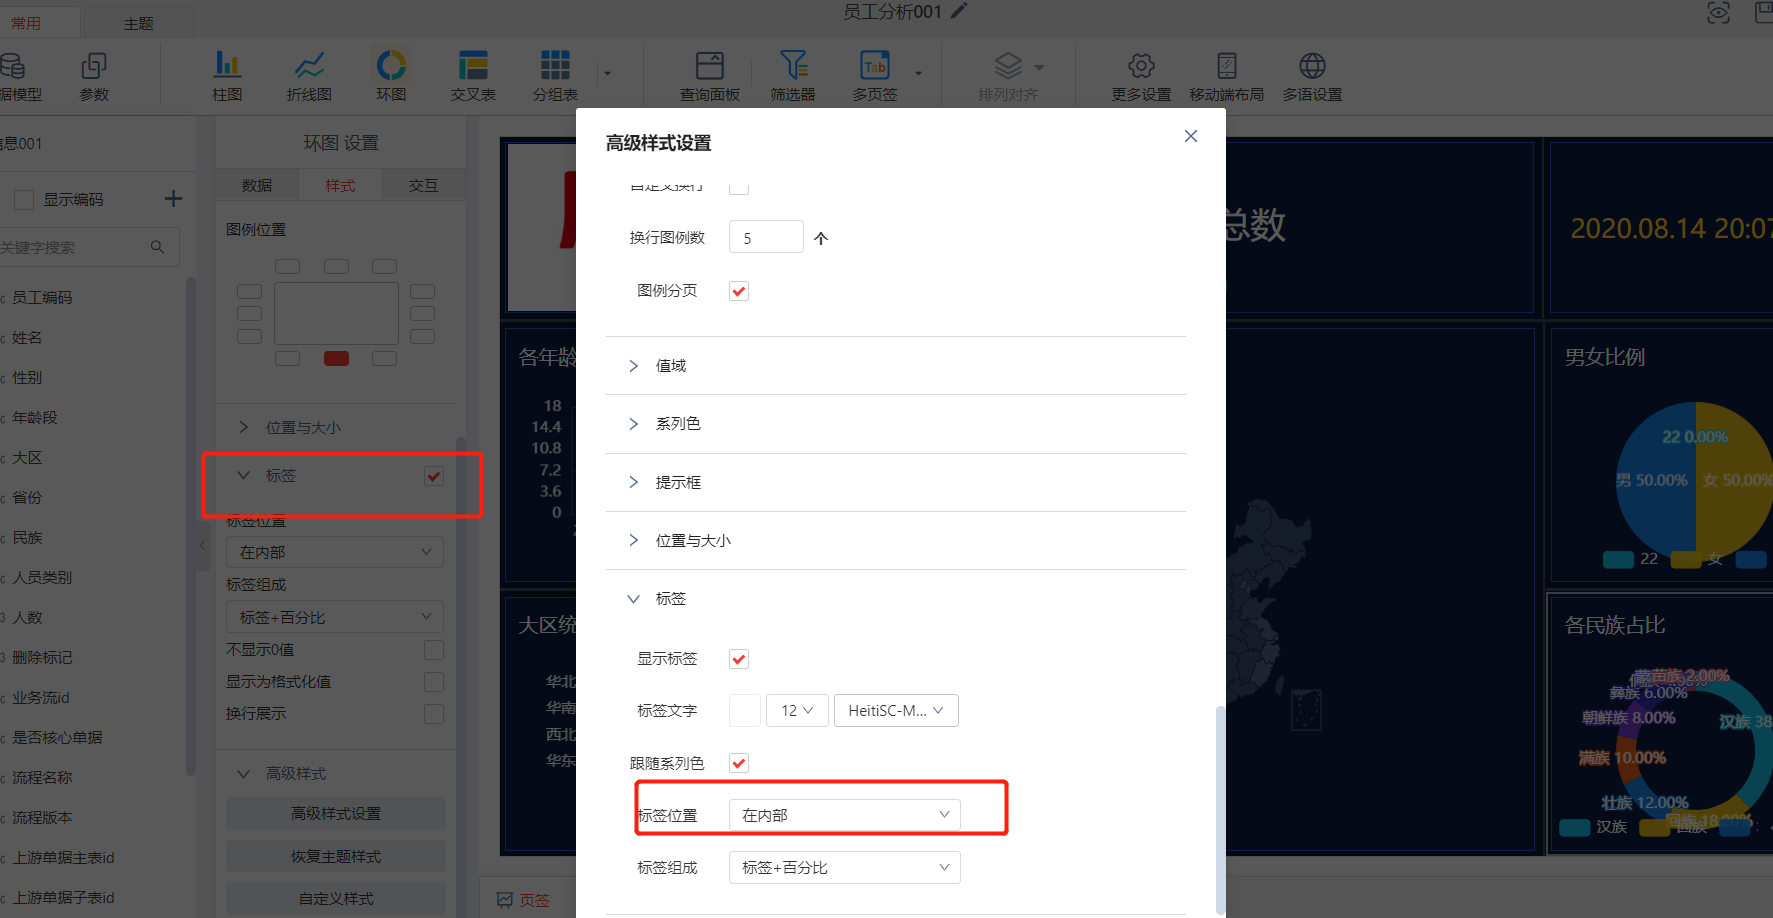 常用
主题
员工分析001
据模型
参数
柱图
折线图
环图
交叉表
分组表
查询面板
筛选器
Tab
多页签
排列对齐
更多设置
移动端布局
多语设置
息001
显示编码
关键字搜索
员工编码
姓名
性别
年龄段
大区
省份
民族
人员类别
人数
删除标记
业务流id
是否核心单据
流程名称
流程版本
上游单据主表id
上游单据子表id
环图 设置
数据
样式
交互
图例位置
位置与大小
标签
标签位置
在内部
标签组成
标签+百分比
不显示0值
显示为格式化值
换行展示
高级样式
高级样式设置
恢复主题样式
自定义样式
高级样式设置
自定义换行
换行图例数
5
个
图例分页
值域
系列色
提示框
位置与大小
标签
显示标签
标签文字
12
HeitiSC-M...
跟随系列色
标签位置
在内部
标签组成
标签+百分比
各年龄
18
14.4
10.8
7.2
3.6
0
大区统
华北
华南
西北
华东
页签
总数
2020.08.14 20:07
男女比例
22 0.00%
男 50.00%
女 50.00%
22
女
各民族占比
苗族 2.00%
彝族 6.00%
朝鲜族 8.00%
汉族 38
满族 10.00%
壮族 12.00%
回族 18.00%
汉族
回族